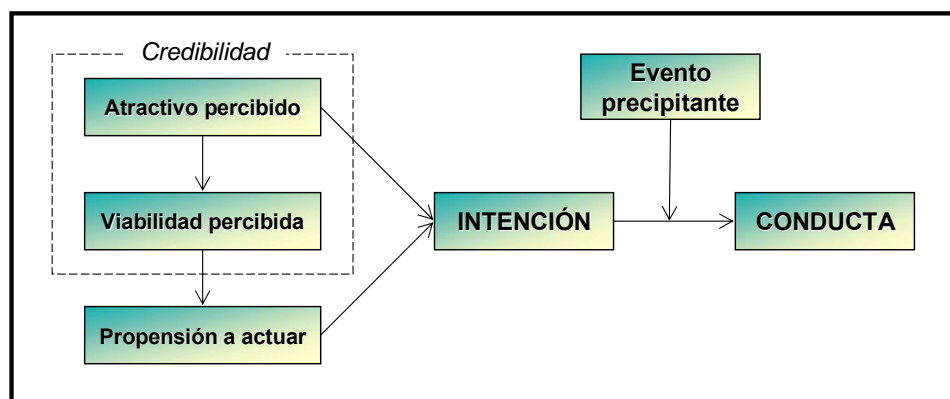 Credibilidad
Atractivo percibido
Viabilidad percibida
Propensión a actuar
INTENCIÓN
Evento
precipitante
CONDUCTA